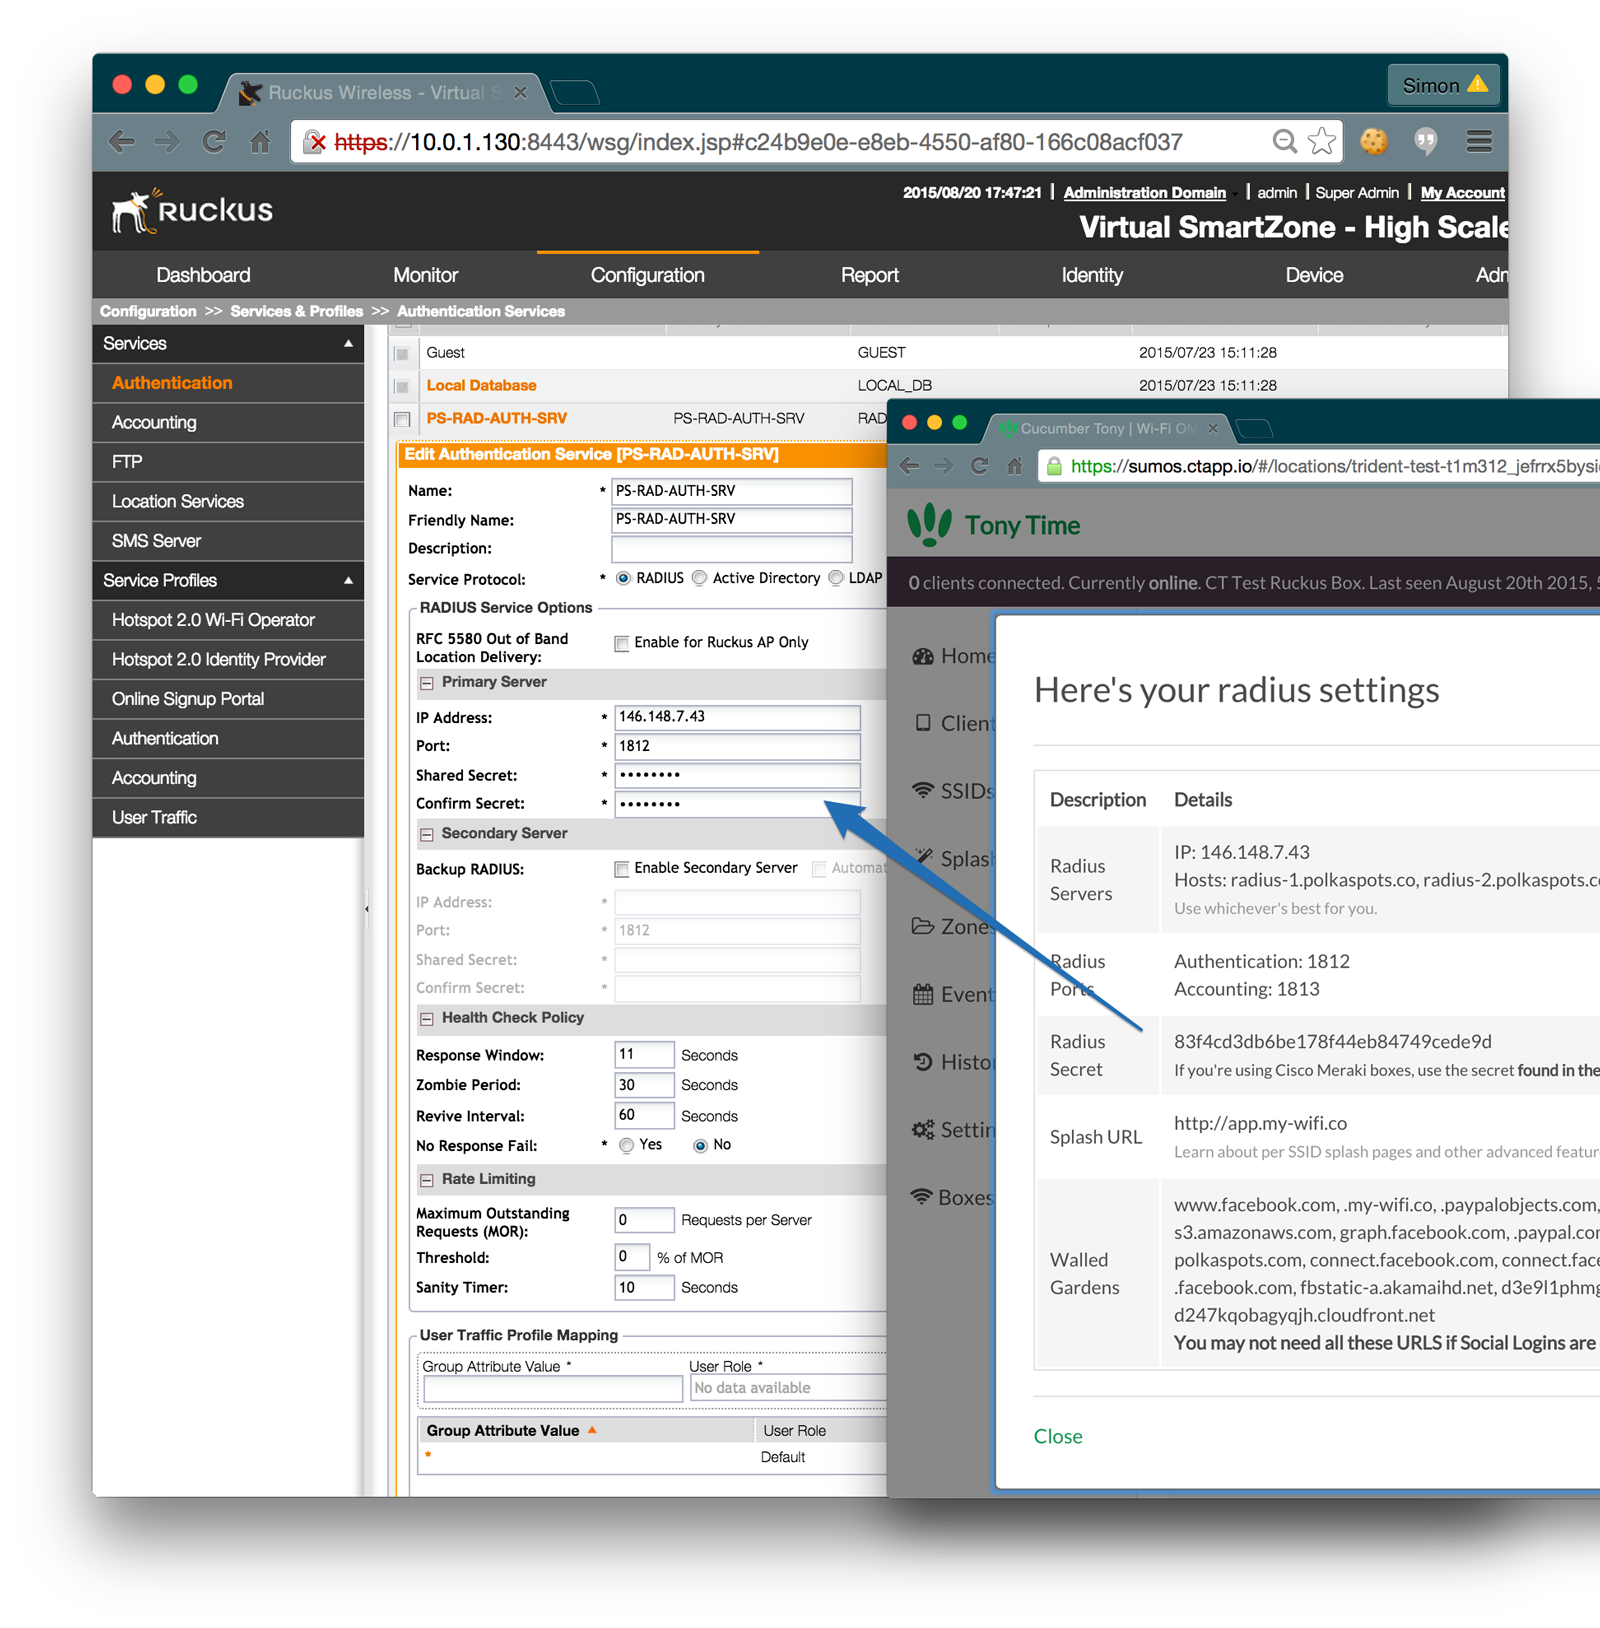 Ruckus Wireless - Virtual S
Simon
https://10.0.1.130:8443/wsg/index.jsp#c24b9e0e-e8eb-4550-af80-166c08acf037
Ruckus
2015/08/20 17:47:21 | Administration Domain | admin | Super Admin | My Account
Virtual SmartZone - High Scale
Dashboard Monitor Configuration Report Identity Device Adm
Configuration >> Services & Profiles >> Authentication Services
Services
Authentication
Accounting
FTP
Location Services
SMS Server
Service Profiles
Hotspot 2.0 Wi-Fi Operator
Hotspot 2.0 Identity Provider
Online Signup Portal
Authentication
Accounting
User Traffic
Guest GUEST 2015/07/23 15:11:28
Local Database LOCAL_DB 2015/07/23 15:11:28
PS-RAD-AUTH-SRV PS-RAD-AUTH-SRV RAD
Edit Authentication Service [PS-RAD-AUTH-SRV]
Name: * PS-RAD-AUTH-SRV
Friendly Name: PS-RAD-AUTH-SRV
Description:
Service Protocol: * RADIUS Active Directory LDAP
RADIUS Service Options
RFC 5580 Out of Band
Location Delivery:
Enable for Ruckus AP Only
Primary Server
IP Address: * 146.148.7.43
Port: * 1812
Shared Secret: * ••••••••
Confirm Secret: * ••••••••
Secondary Server
Backup RADIUS: Enable Secondary Server Automat
IP Address: *
Port: * 1812
Shared Secret: *
Confirm Secret: *
Health Check Policy
Response Window: 11 Seconds
Zombie Period: 30 Seconds
Revive Interval: 60 Seconds
No Response Fail: * Yes No
Rate Limiting
Maximum Outstanding
Requests (MOR):
0 Requests per Server
Threshold: 0 % of MOR
Sanity Timer: 10 Seconds
User Traffic Profile Mapping
Group Attribute Value * User Role *
No data available
Group Attribute Value User Role
* Default
Cucumber Tony | Wi-Fi OM
https://sumos.ctapp.io/#/locations/trident-test-t1m312_jefrrx5bysi
Tony Time
0 clients connected. Currently online. CT Test Ruckus Box. Last seen August 20th 2015, 5
Home
Client
SSIDs
Splash
Zones
Event
Histor
Settin
Boxes
Here's your radius settings
Description Details
Radius
Servers
IP: 146.148.7.43
Hosts: radius-1.polkaspots.co, radius-2.polkaspots.co
Use whichever's best for you.
Radius
Ports
Authentication: 1812
Accounting: 1813
Radius
Secret
83f4cd3db6be178f44eb84749cede9d
If you're using Cisco Meraki boxes, use the secret found in the
Splash URL
http://app.my-wifi.co
Learn about per SSID splash pages and other advanced featur
Walled
Gardens
www.facebook.com, .my-wifi.co, .paypalobjects.com,
s3.amazonaws.com, graph.facebook.com, .paypal.com
polkaspots.com, connect.facebook.com, connect.face
.facebook.com, fbstatic-a.akamaihd.net, d3e9l1phmg
d247kqobagyqjh.cloudfront.net
You may not need all these URLS if Social Logins are
Close